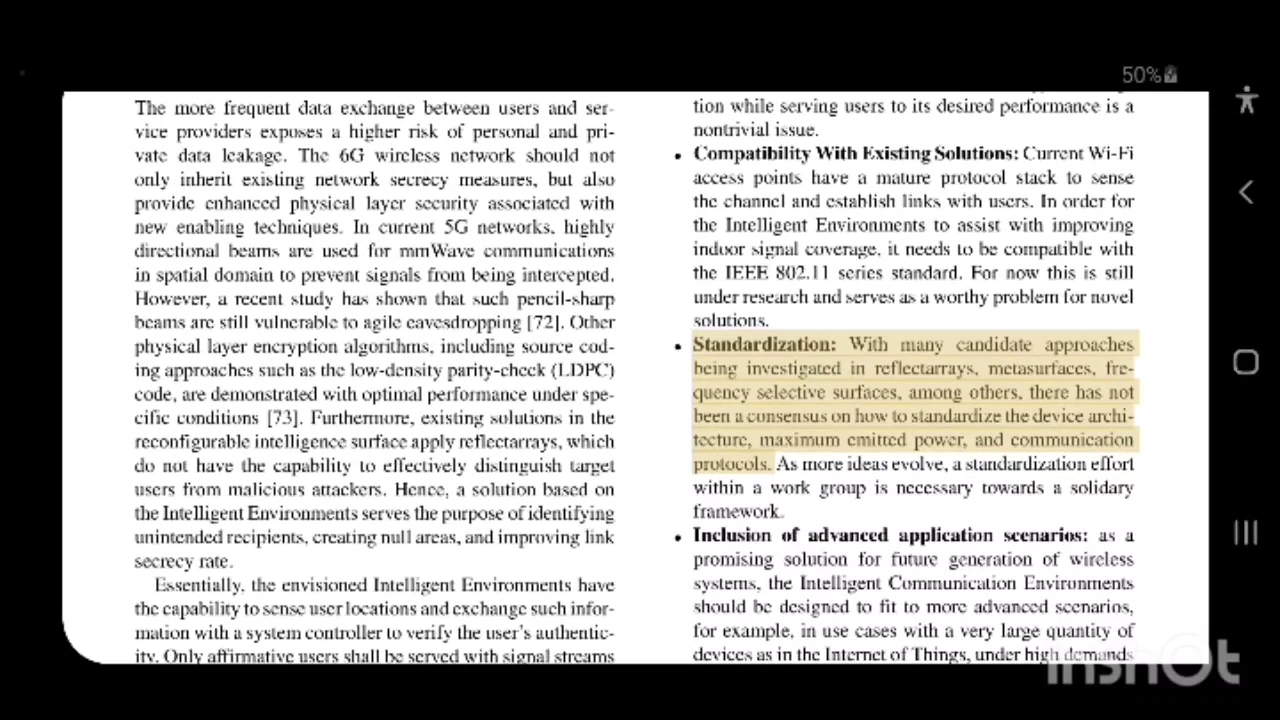 50%
The more frequent data exchange between users and ser-
vice providers exposes a higher risk of personal and pri-
vate data leakage. The 6G wireless network should not
only inherit existing network secrecy measures, but also
provide enhanced physical layer security associated with
new enabling techniques. In current 5G networks, highly
directional beams are used for mmWave communications
in spatial domain to prevent signals from being intercepted.
However, a recent study has shown that such pencil-sharp
beams are still vulnerable to agile eavesdropping [72]. Other
physical layer encryption algorithms, including source cod-
ing approaches such as the low-density parity-check (LDPC)
code, are demonstrated with optimal performance under spe-
cific conditions [73]. Furthermore, existing solutions in the
reconfigurable intelligence surface apply reflectarrays, which
do not have the capability to effectively distinguish target
users from malicious attackers. Hence, a solution based on
the Intelligent Environments serves the purpose of identifying
unintended recipients, creating null areas, and improving link
secrecy rate.
Essentially, the envisioned Intelligent Environments have
the capability to sense user locations and exchange such infor-
mation with a system controller to verify the user's authentic-
ity. Only affirmative users shall be served with signal streams
tion while serving users to its desired performance is a
nontrivial issue.
• Compatibility With Existing Solutions: Current Wi-Fi
access points have a mature protocol stack to sense
the channel and establish links with users. In order for
the Intelligent Environments to assist with improving
indoor signal coverage, it needs to be compatible with
the IEEE 802.11 series standard. For now this is still
under research and serves as a worthy problem for novel
solutions.
• Standardization: With many candidate approaches
being investigated in reflectarrays, metasurfaces, fre-
quency selective surfaces, among others, there has not
been a consensus on how to standardize the device archi-
tecture, maximum emitted power, and communication
protocols. As more ideas evolve, a standardization effort
within a work group is necessary towards a solidary
framework.
• Inclusion of advanced application scenarios: as a
promising solution for future generation of wireless
systems, the Intelligent Communication Environments
should be designed to fit to more advanced scenarios,
for example, in use cases with a very large quantity of
devices as in the Internet of Things, under high demands
InShOt